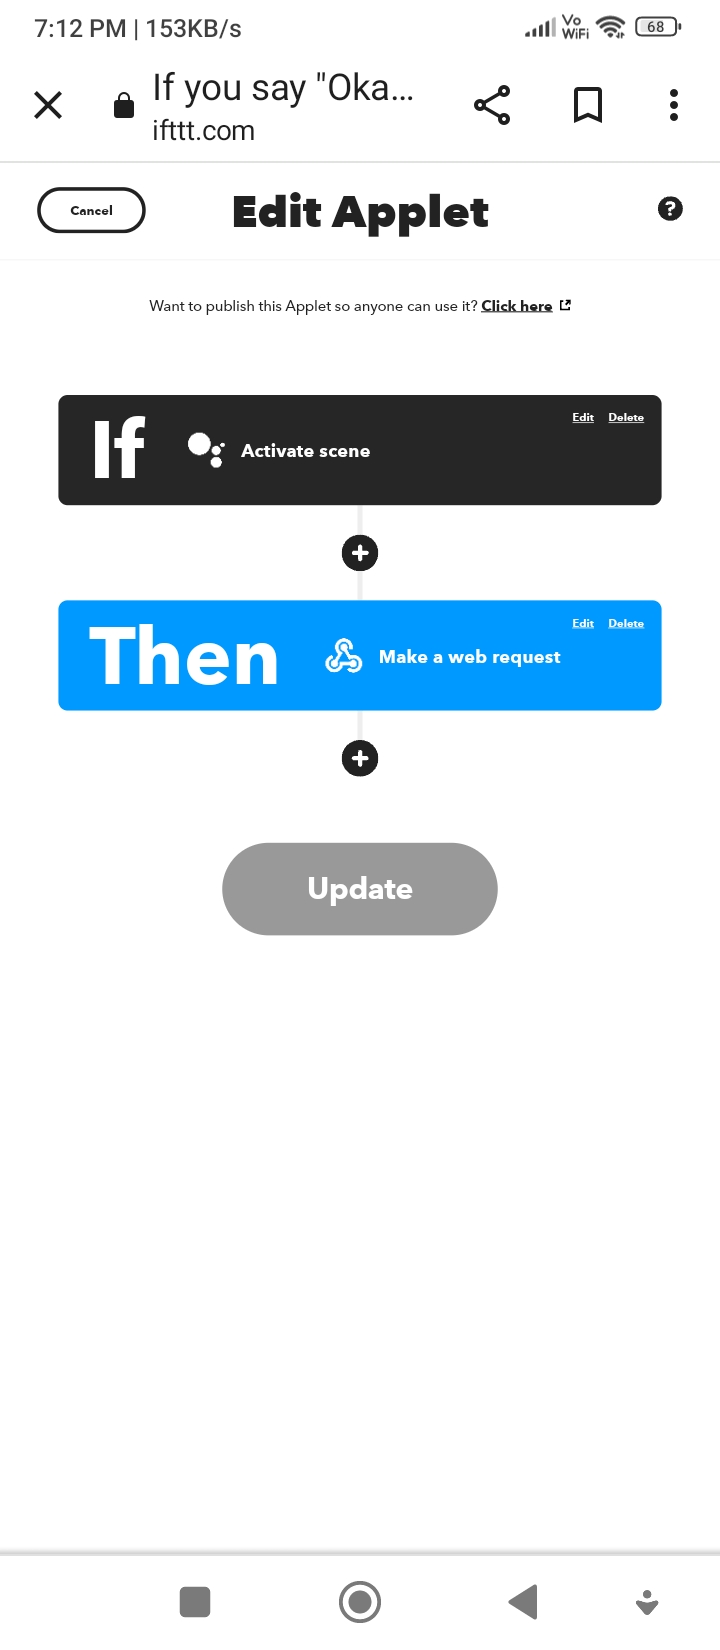 7:12 PM | 153KB/s
Vo
WiFi
68
If you say "Oka...
ifttt.com
Cancel
Edit Applet
?
Want to publish this Applet so anyone can use it? Click here
Edit Delete
If Activate scene
Edit Delete
Then Make a web request
Update